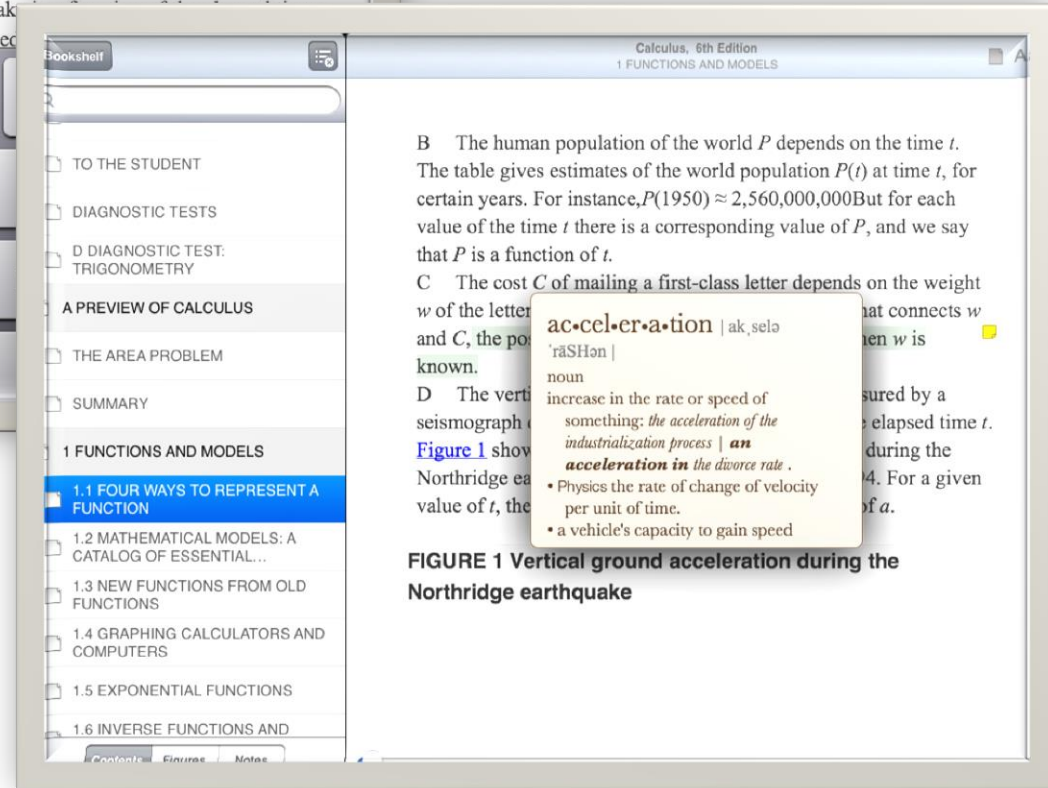 Bookshelf
Calculus, 6th Edition
1 FUNCTIONS AND MODELS
TO THE STUDENT
DIAGNOSTIC TESTS
D DIAGNOSTIC TEST:
TRIGONOMETRY
A PREVIEW OF CALCULUS
THE AREA PROBLEM
SUMMARY
1 FUNCTIONS AND MODELS
1.1 FOUR WAYS TO REPRESENT A
FUNCTION
1.2 MATHEMATICAL MODELS: A
CATALOG OF ESSENTIAL...
1.3 NEW FUNCTIONS FROM OLD
FUNCTIONS
1.4 GRAPHING CALCULATORS AND
COMPUTERS
1.5 EXPONENTIAL FUNCTIONS
1.6 INVERSE FUNCTIONS AND
Contents Figures Notes
B The human population of the world P depends on the time t.
The table gives estimates of the world population P(t) at time t, for
certain years. For instance,P(1950) ≈ 2,560,000,000But for each
value of the time t there is a corresponding value of P, and we say
that P is a function of t.
C The cost C of mailing a first-class letter depends on the weight
w of the letter connects w
and C, the w is
known.
D The by a
seismograph elapsed time t.
Figure 1 during the
Northridge For a given
value of t, the of a.
ac•cel•er•a•tion | ak͵selə
ˈrāSHən |
noun
increase in the rate or speed of
something: the acceleration of the
industrialization process | an
acceleration in the divorce rate .
• Physics the rate of change of velocity
per unit of time.
• a vehicle's capacity to gain speed
FIGURE 1 Vertical ground acceleration during the
Northridge earthquake